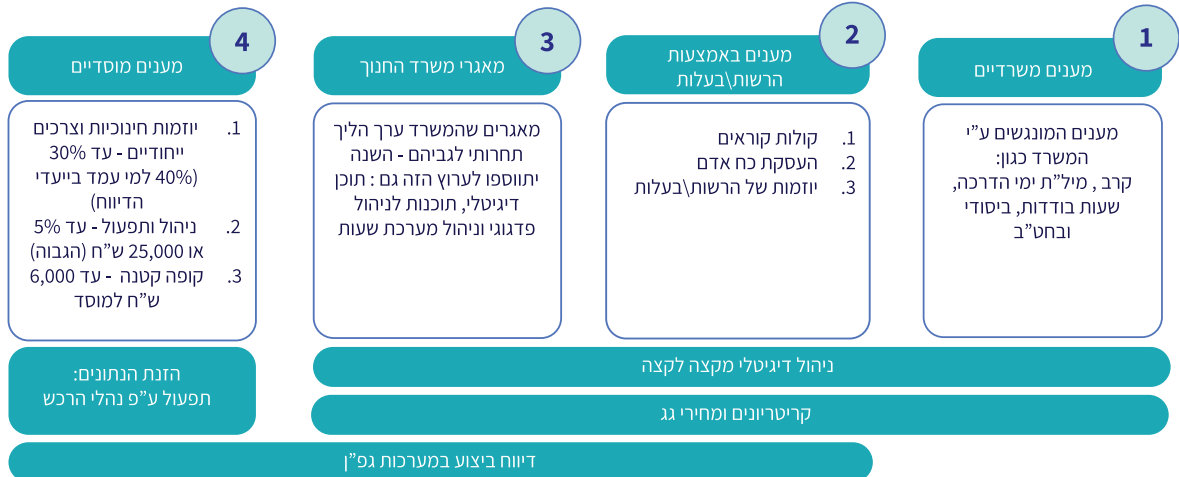 1
מענים משרדיים
מענים המונגשים ע"י
המשרד כגון:
קרב , מיל"ת ימי הדרכה,
שעות בודדות, ביסודי
ובחט"ב
2
מענים באמצעות
הרשות\בעלות
1. קולות קוראים
2. העסקת כח אדם
3. יוזמות של הרשות\בעלות
3
מאגרי משרד החנוך
מאגרים שהמשרד ערך הליך
תחרותי לגביהם - השנה
יתווספו לערוץ הזה גם : תוכן
דיגיטלי, תוכנות לניהול
פדגוגי וניהול מערכת שעות
4
מענים מוסדיים
1. יוזמות חינוכיות וצרכים
ייחודיים - עד 30%
(40% למי עמד בייעדי
הדיווח)
2. ניהול ותפעול - עד 5%
או 25,000 ש"ח (הגבוה)
3. קופה קטנה - עד 6,000
ש"ח למוסד
ניהול דיגיטלי מקצה לקצה
הזנת הנתונים:
תפעול ע"פ נהלי הרכש
קריטריונים ומחירי גג
דיווח ביצוע במערכות גפ"ן